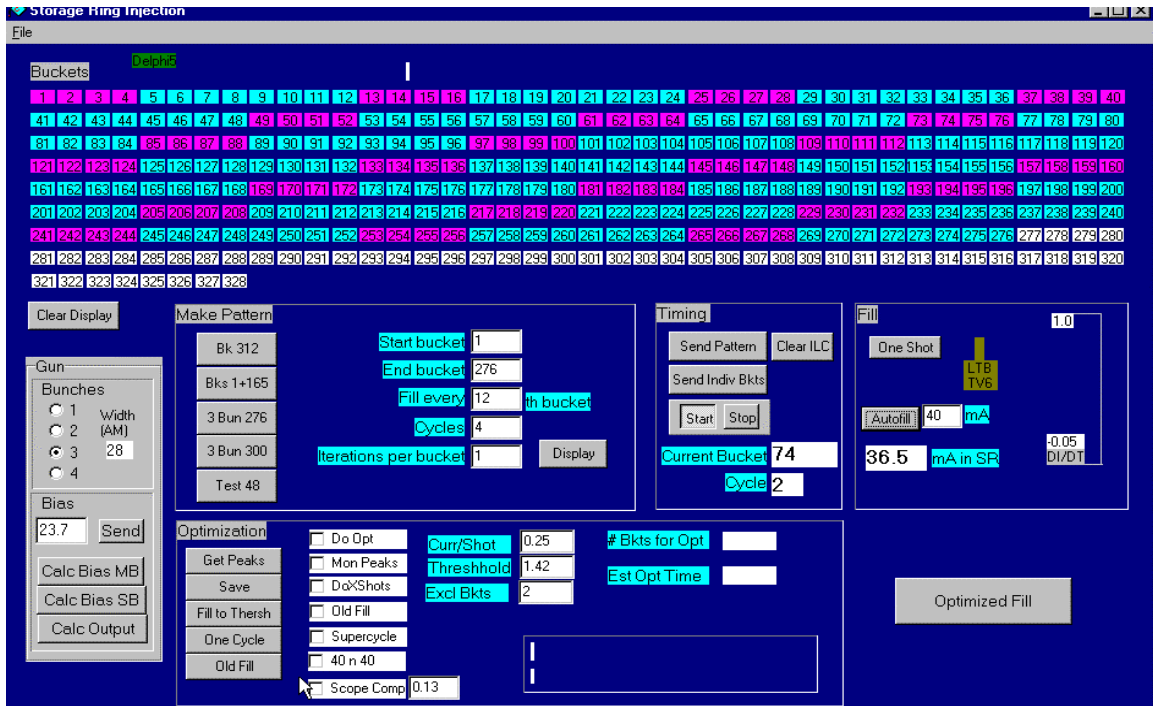 Storage Ring Injection
File
Buckets
Delphi5
1 2 3 4 5 6 7 8 9 10 11 12 13 14 15 16 17 18 19 20 21 22 23 24 25 26 27 28 29 30 31 32 33 34 35 36 37 38 39 40
41 42 43 44 45 46 47 48 49 50 51 52 53 54 55 56 57 58 59 60 61 62 63 64 65 66 67 68 69 70 71 72 73 74 75 76 77 78 79 80
81 82 83 84 85 86 87 88 89 90 91 92 93 94 95 96 97 98 99 100 101 102 103 104 105 106 107 108 109 110 111 112 113 114 115 116 117 118 119 120
121 122 123 124 125 126 127 128 129 130 131 132 133 134 135 136 137 138 139 140 141 142 143 144 145 146 147 148 149 150 151 152 153 154 155 156 157 158 159 160
161 162 163 164 165 166 167 168 169 170 171 172 173 174 175 176 177 178 179 180 181 182 183 184 185 186 187 188 189 190 191 192 193 194 195 196 197 198 199 200
201 202 203 204 205 206 207 208 209 210 211 212 213 214 215 216 217 218 219 220 221 222 223 224 225 226 227 228 229 230 231 232 233 234 235 236 237 238 239 240
241 242 243 244 245 246 247 248 249 250 251 252 253 254 255 256 257 258 259 260 261 262 263 264 265 266 267 268 269 270 271 272 273 274 275 276 277 278 279 280
281 282 283 284 285 286 287 288 289 290 291 292 293 294 295 296 297 298 299 300 301 302 303 304 305 306 307 308 309 310 311 312 313 314 315 316 317 318 319 320
321 322 323 324 325 326 327 328
Clear Display
Gun
Bunches
1
2
3
4
Width
(AM)
28
Bias
23.7 Send
Calc Bias MB
Calc Bias SB
Calc Output
Make Pattern
Bk 312
Bks 1+165
3 Bun 276
3 Bun 300
Test 48
Start bucket 1
End bucket 276
Fill every 12 th bucket
Cycles 4
Iterations per bucket 1 Display
Timing
Send Pattern Clear ILC
Send Indiv Bkts
Start Stop
Current Bucket 74
Cycle 2
Fill
One Shot
LTB
TV6
1.0
Autofill 40 mA
36.5 mA in SR
-0.05
DI/DT
Optimization
Get Peaks
Save
Fill to Thersh
One Cycle
Old Fill
Do Opt
Mon Peaks
DoXShots
Old Fill
Supercycle
40 n 40
Scope Comp 0.13
Curr/Shot 0.25
Threshhold 1.42
Excl Bkts 2
# Bkts for Opt
Est Opt Time
Optimized Fill